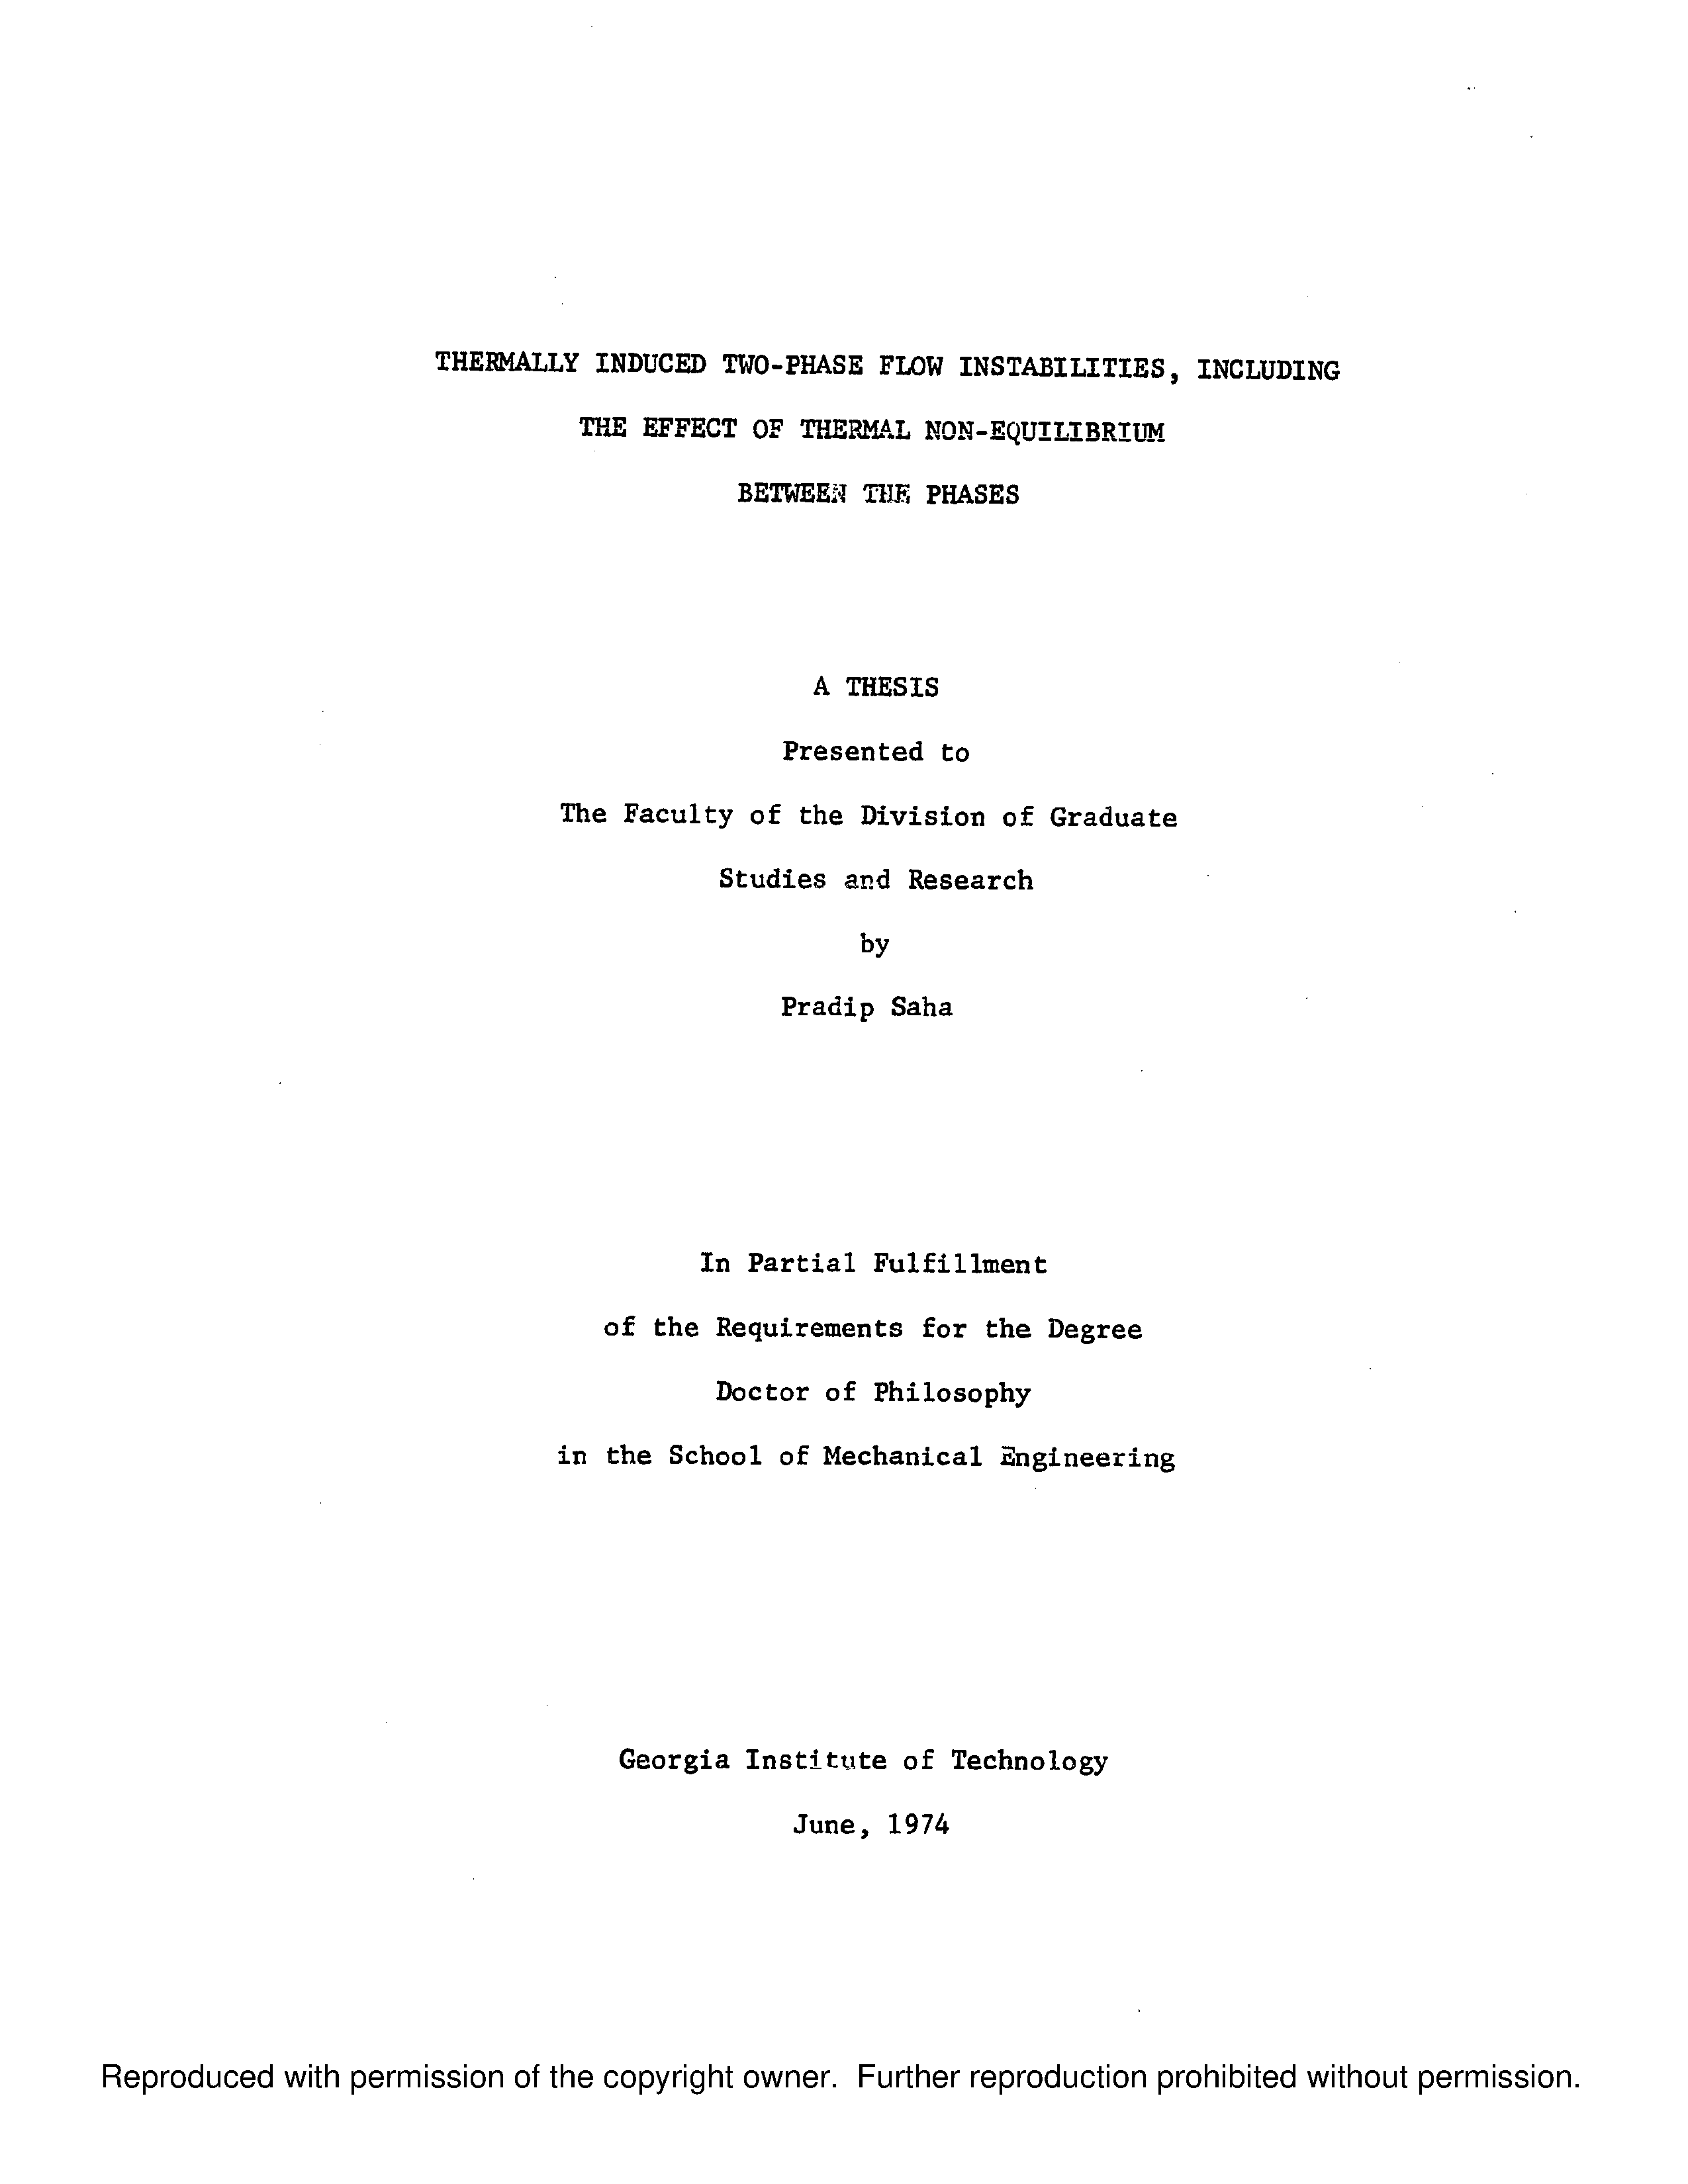 THERMALLY INDUCED TWO-PHASE FLOW INSTABILITIES, INCLUDING
THE EFFECT OF THERMAL NON-EQUILIBRIUM
BETWEEN THE PHASES
A THESIS
Presented to
The Faculty of the Division of Graduate
Studies and Research
by
Pradip Saha
In Partial Fulfillment
of the Requirements for the Degree
Doctor of Philosophy
in the School of Mechanical Engineering
Georgia Institute of Technology
June, 1974
Reproduced with permission of the copyright owner. Further reproduction prohibited without permission.